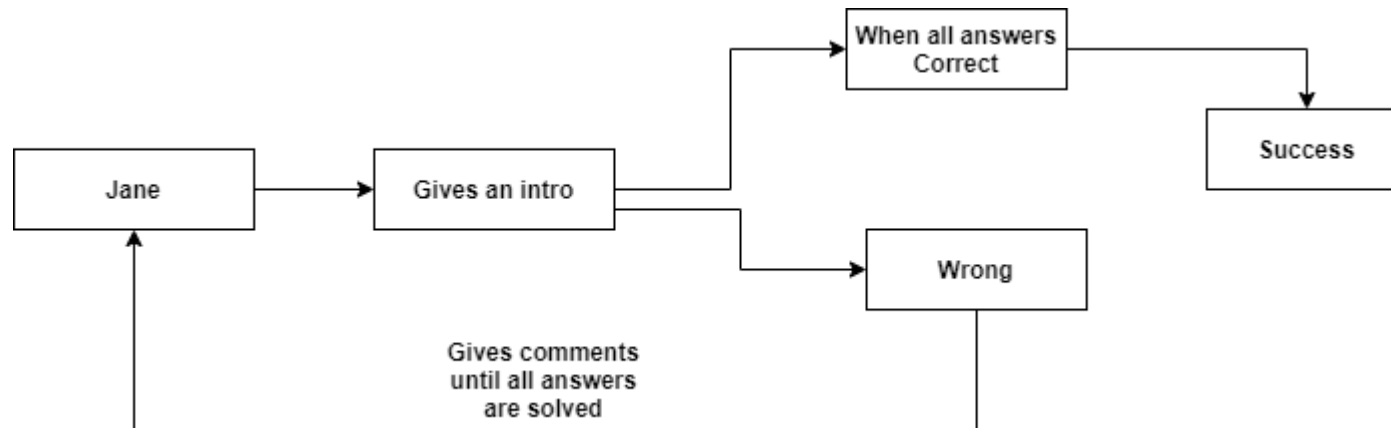 When all answers
Correct
Success
Jane
Gives an intro
Wrong
Gives comments
until all answers
are solved